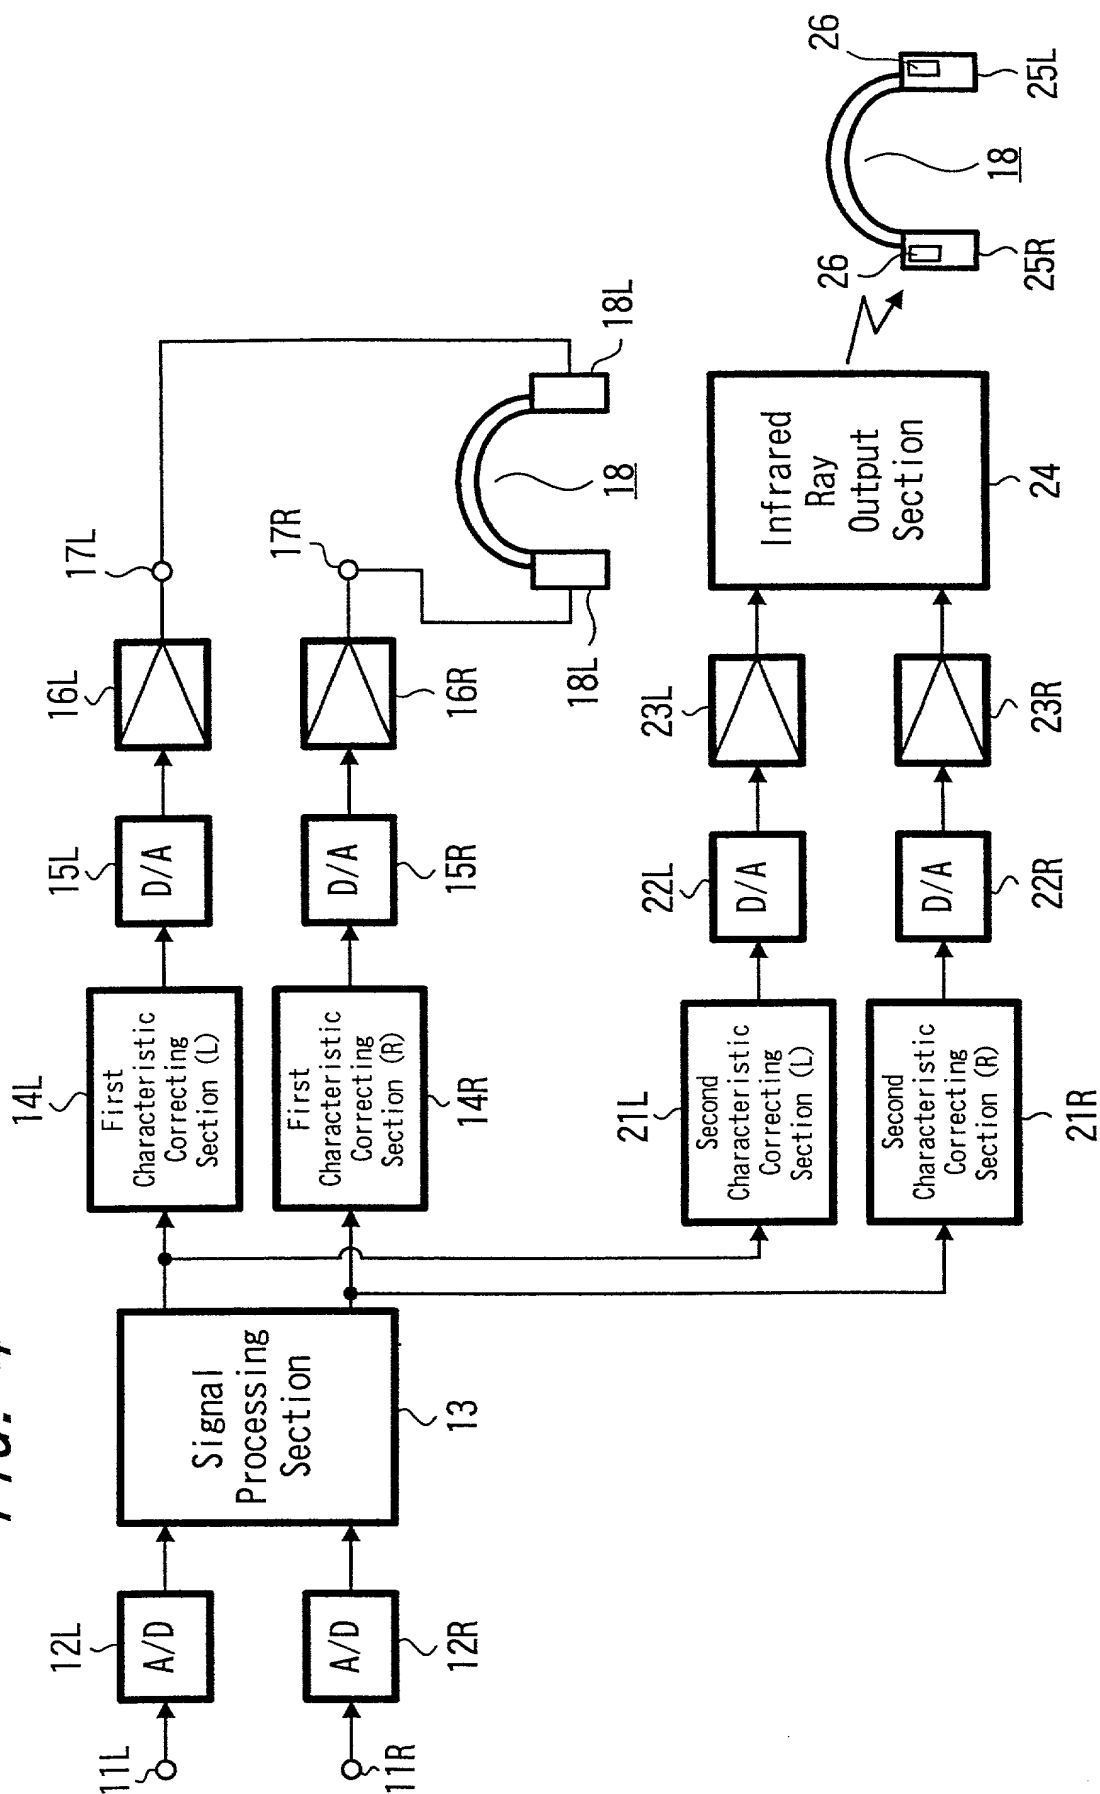 11L
11R
12L
A/D
A/D
12R
Signal
Processing
Section
13
14L
First
Characteristic
Correcting
Section (L)
First
Characteristic
Correcting
Section (R)
14R
15L
D/A
D/A
15R
16L
16R
17L
17R
18L
18
18L
21L
Second
Characteristic
Correcting
Section (L)
Second
Characteristic
Correcting
Section (R)
21R
22L
D/A
D/A
22R
23L
23R
Infrared
Ray
Output
Section
24
26
25R
18
26
25L